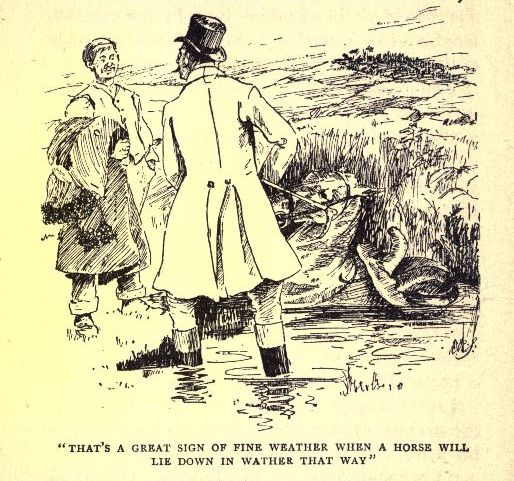 "THAT'S A GREAT SIGN OF FINE WEATHER WHEN A HORSE WILL
LIE DOWN IN WATHER THAT WAY"